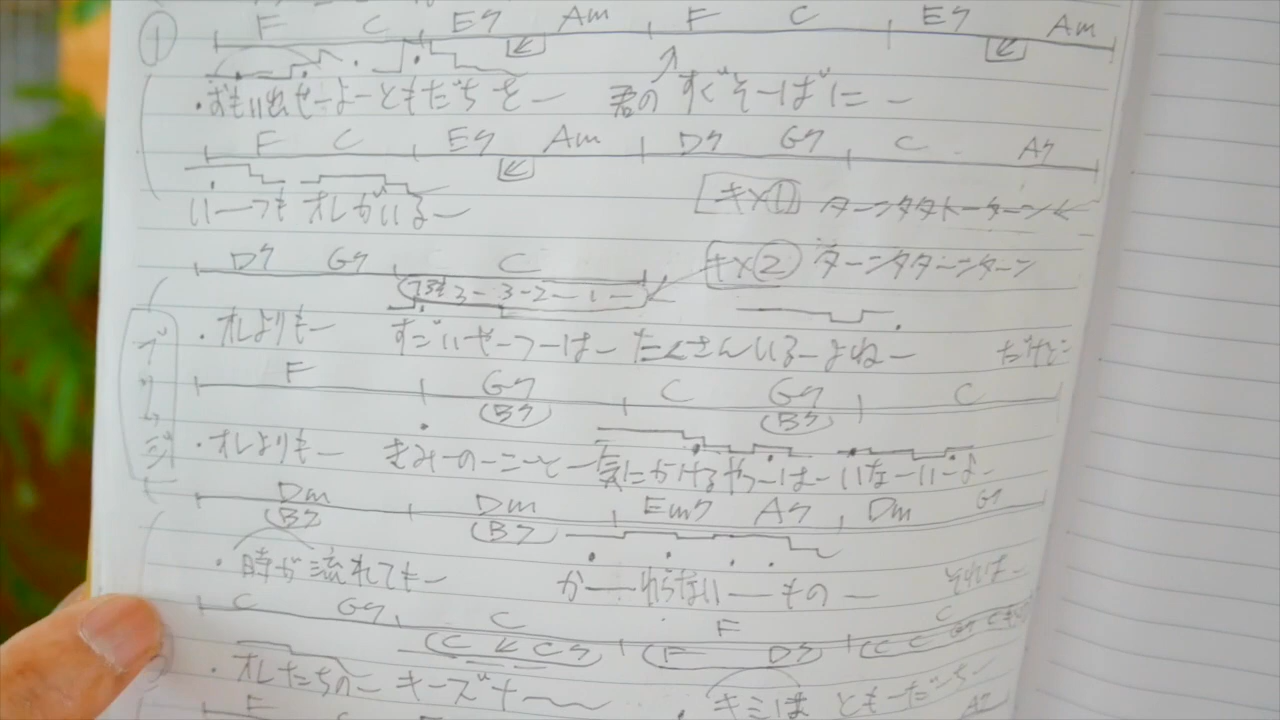 ① F C E7 Am F C E7 Am
・おもい出せーよーともだちをー 君の すぐそーばにー
F C E7 Am D7 G7 C A7
いーつも オレがいるー キメ① ターンタタトーターン
D7 G7 C キメ② ターンタターンターン
3-3-2-1-
・オレよりもー すごいやーつーは-たくさんいるーよねー だけど
F G7 C G7 C
(B7) (B7)
・オレよりもー きみーのーこーとー気にかけるやつーはーいなーいーよ-
Dm Dm Em7 A7 Dm G7
(B7) (B7)
・時が流れてもー かーわらないーものー それはー
C G7 C F C
(F D7)
・オレたちのーキーズナ〜 ・キミはともーだーちー
F C A7